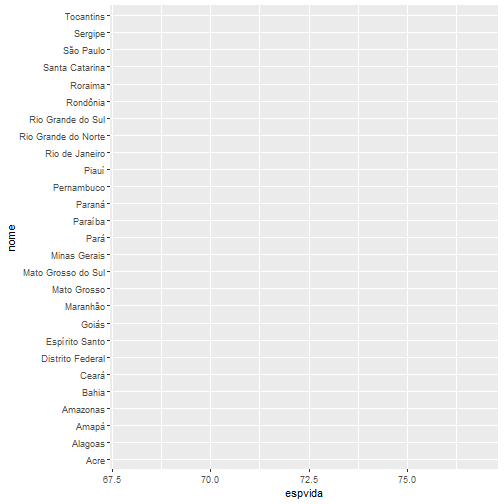 Tocantins
Sergipe
São Paulo
Santa Catarina
Roraima
Rondônia
Rio Grande do Sul
Rio Grande do Norte
Rio de Janeiro
Piauí
Pernambuco
Paraná
Paraíba
Pará
Minas Gerais
Mato Grosso do Sul
Mato Grosso
Maranhão
Goiás
Espírito Santo
Distrito Federal
Ceará
Bahia
Amazonas
Amapá
Alagoas
Acre
nome
67.5 70.0 72.5 75.0
espvida